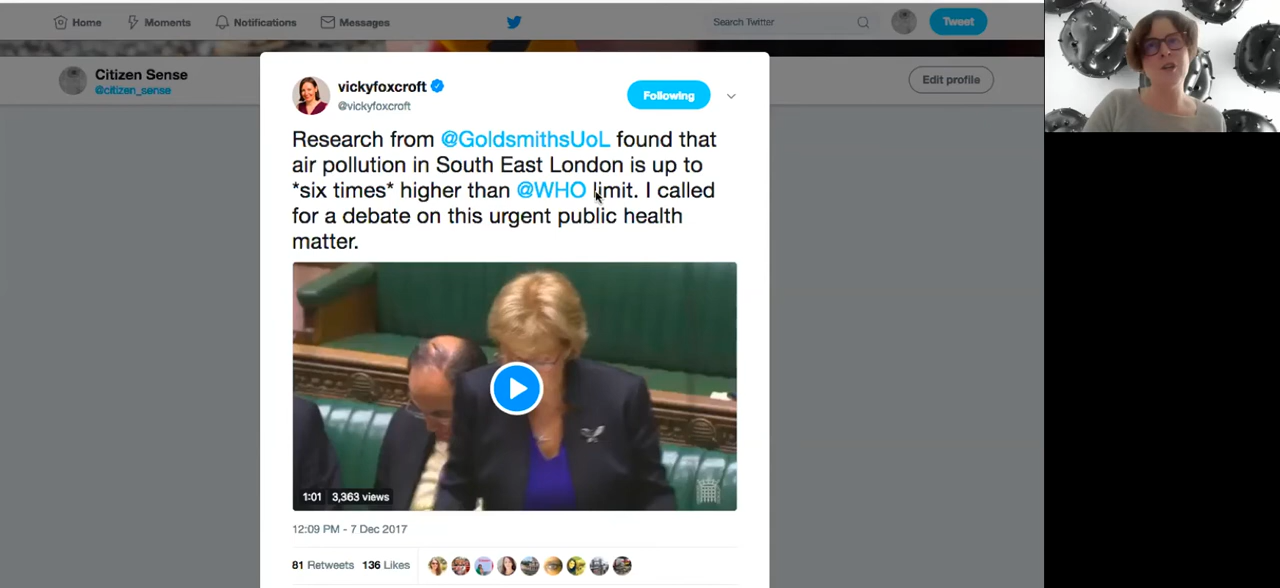 Home Moments Notifications Messages Search Twitter Tweet
Citizen Sense
@citizen_sense
Edit profile
vickyfoxcroft
@vickyfoxcroft
Following
Research from @GoldsmithsUoL found that
air pollution in South East London is up to
*six times* higher than @WHO limit. I called
for a debate on this urgent public health
matter.
1:01 3,363 views
12:09 PM - 7 Dec 2017
81 Retweets 136 Likes